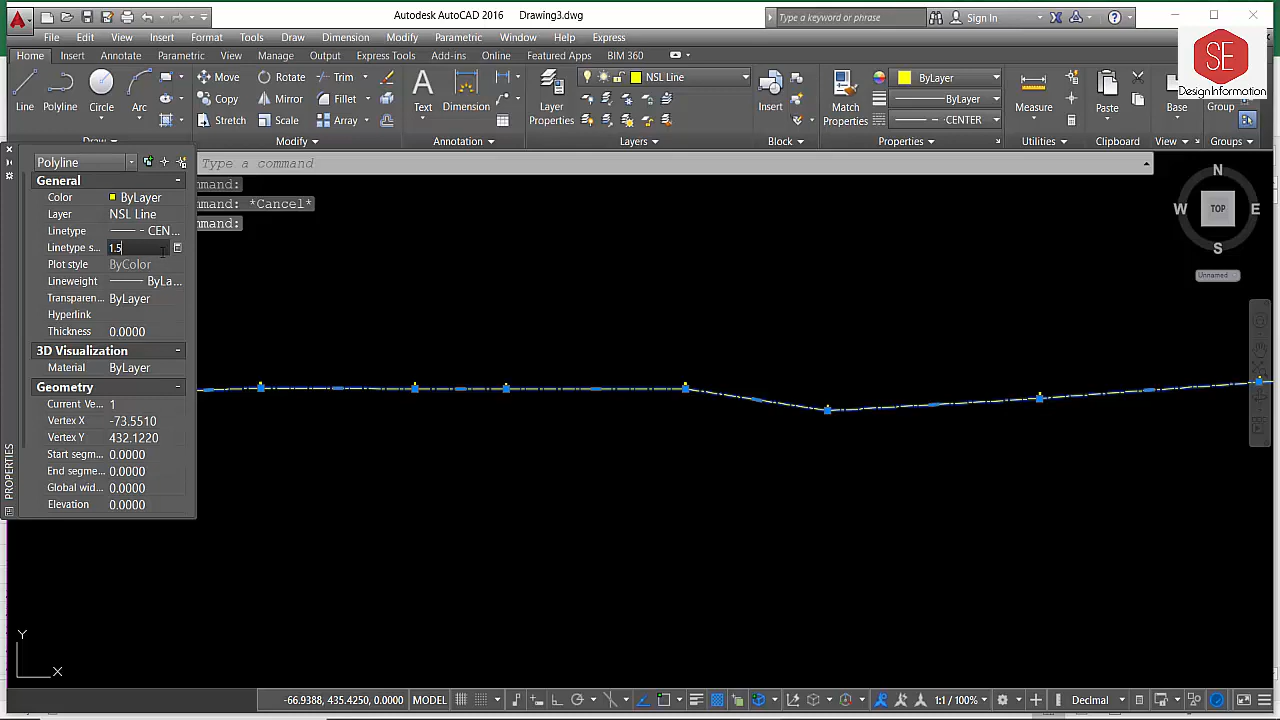 Autodesk AutoCAD 2016 Drawing3.dwg
Type a keyword or phrase
Sign In
File Edit View Insert Format Tools Draw Dimension Modify Parametric Window Help Express
Home Insert Annotate Parametric View Manage Output Express Tools Add-ins Online Featured Apps BIM 360
SE
Design Information
Line Polyline Circle Arc
Move Rotate Trim
Copy Mirror Fillet
Stretch Scale Array
Text Dimension
Layer
Properties
NSL Line
Insert
Match
Properties
ByLayer
ByLayer
CENTER
Measure
Paste
Base
Group
Draw Modify Annotation Layers Block Properties Utilities Clipboard View Groups
Polyline
Type a command
General
Color ByLayer
Layer NSL Line
Linetype CEN...
Linetype s... 1.5
Plot style ByColor
Lineweight ByLa...
Transparen... ByLayer
Hyperlink
Thickness 0.0000
3D Visualization
Material ByLayer
Geometry
Current Ve... 1
Vertex X -73.5510
Vertex Y 432.1220
Start segm... 0.0000
End segme... 0.0000
Global wid... 0.0000
Elevation 0.0000
PROPERTIES
mmand:
mmand: *Cancel*
mmand:
N
W TOP E
S
Unnamed
Y
X
-66.9388, 435.4250, 0.0000 MODEL 1:1 / 100% Decimal